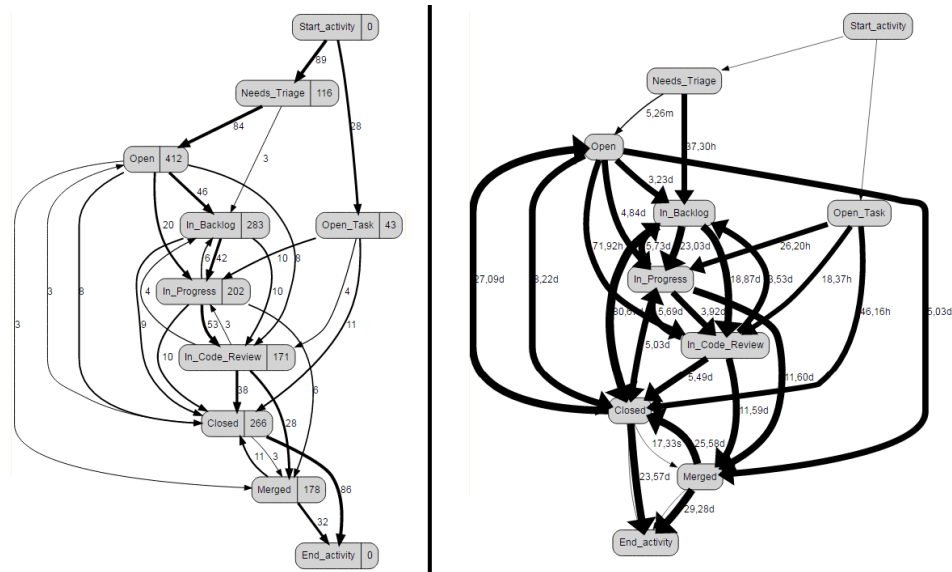 Start_activity 0
89
Needs_Triage 116
84
28
3
Open 412
46
In_Backlog 283
Open_Task 43
20
10
8
6 42
4
10
4
In_Progress 202
3
8
3
9
53
3
11
10
In_Code_Review 171
6
38
28
Closed 266
11
3
86
Merged 178
32
End_activity 0
Start_activity
Needs_Triage
5,26m
Open
37,30h
3,23d
In_Backlog
Open_Task
4,84d
71,92h
5,73d
23,03d
26,20h
27,09d
3,22d
In_Progress
18,87d
18,37h
5,69d
3,92d
46,16h
5,03d
5,03d
In_Code_Review
5,49d
11,60d
Closed
11,59d
17,33s
25,58d
23,57d
Merged
29,28d
End_activity